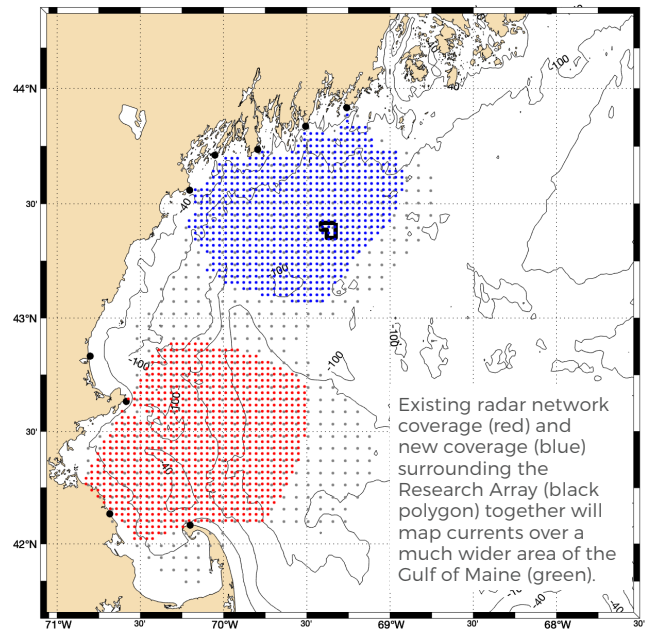 -100
-40
44°N
-40
30'
-100
43°N
-100
-100
-100
-100
30'
-40
42°N
-40
-40
71°W
30'
70°W
30'
69°W
30'
68°W
30'
Existing radar network
coverage (red) and
new coverage (blue)
surrounding the
Research Array (black
polygon) together will
map currents over a
much wider area of the
Gulf of Maine (green).